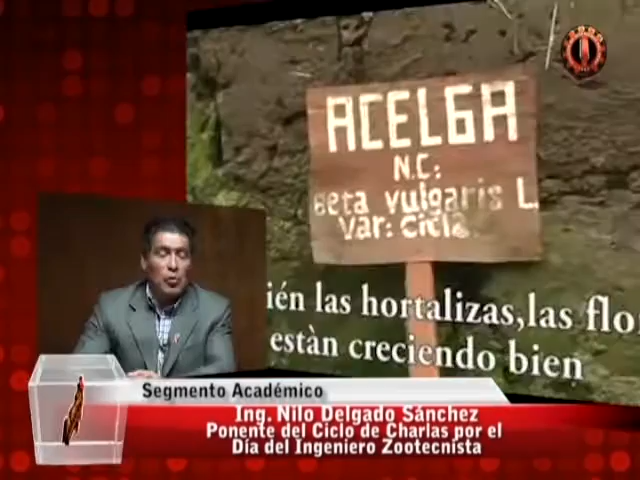 ACELGA
N.C:
Beta vulgaris L.
Var: cicla
ién las hortalizas,las flo
estàn creciendo bien
Segmento Académico
Ing. Nilo Delgado Sánchez
Ponente del Ciclo de Charlas por el
Día del Ingeniero Zootecnista